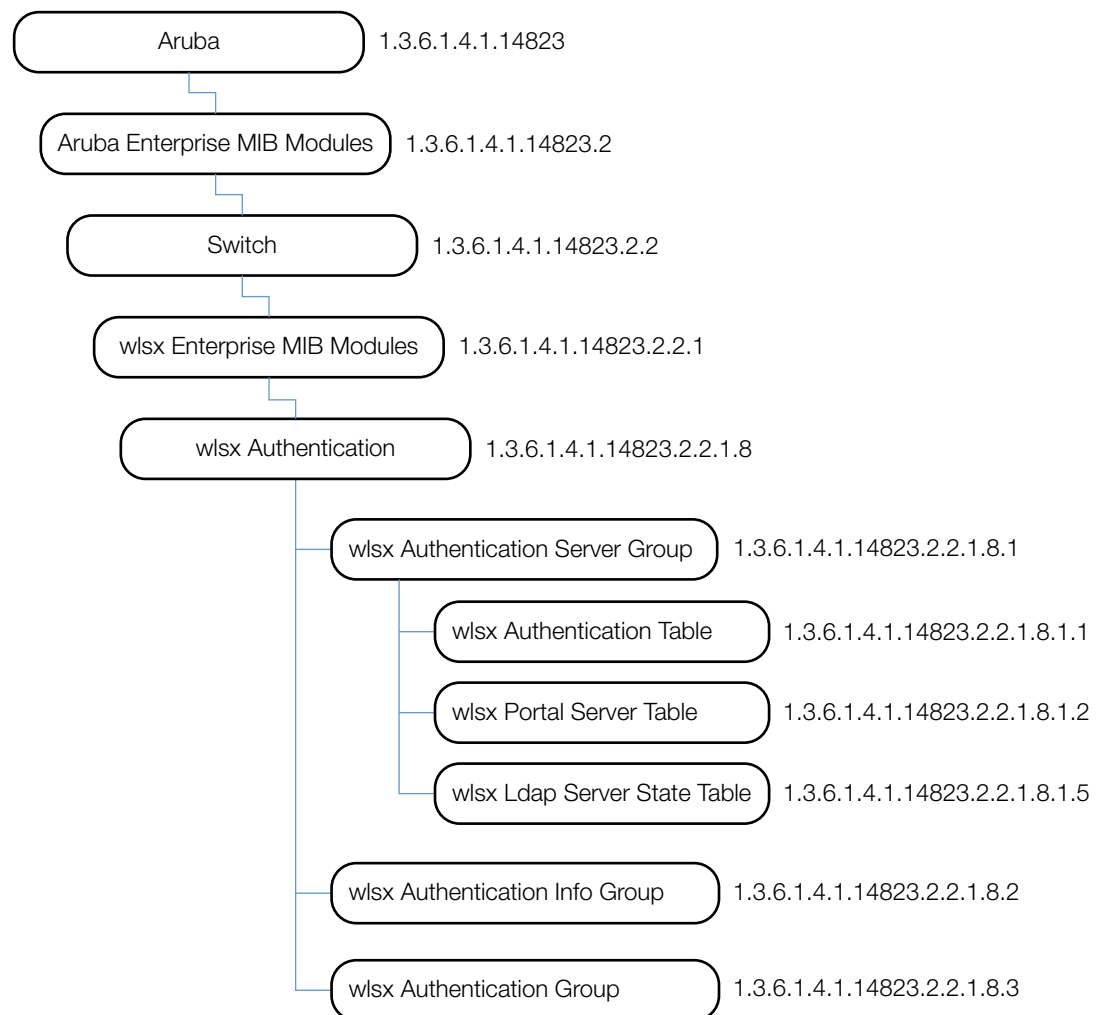 Aruba 1.3.6.1.4.1.14823
Aruba Enterprise MIB Modules 1.3.6.1.4.1.14823.2
Switch 1.3.6.1.4.1.14823.2.2
wlsx Enterprise MIB Modules 1.3.6.1.4.1.14823.2.2.1
wlsx Authentication 1.3.6.1.4.1.14823.2.2.1.8
wlsx Authentication Server Group 1.3.6.1.4.1.14823.2.2.1.8.1
wlsx Authentication Table 1.3.6.1.4.1.14823.2.2.1.8.1.1
wlsx Portal Server Table 1.3.6.1.4.1.14823.2.2.1.8.1.2
wlsx Ldap Server State Table 1.3.6.1.4.1.14823.2.2.1.8.1.5
wlsx Authentication Info Group 1.3.6.1.4.1.14823.2.2.1.8.2
wlsx Authentication Group 1.3.6.1.4.1.14823.2.2.1.8.3